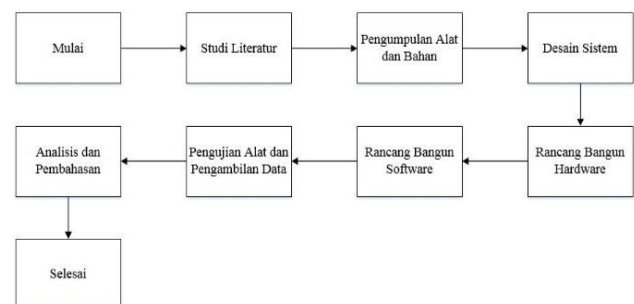 Mulai
Studi Literatur
Pengumpulan Alat
dan Bahan
Desain Sistem
Rancang Bangun
Hardware
Rancang Bangun
Software
Pengujian Alat dan
Pengambilan Data
Analisis dan
Pembahasan
Selesai